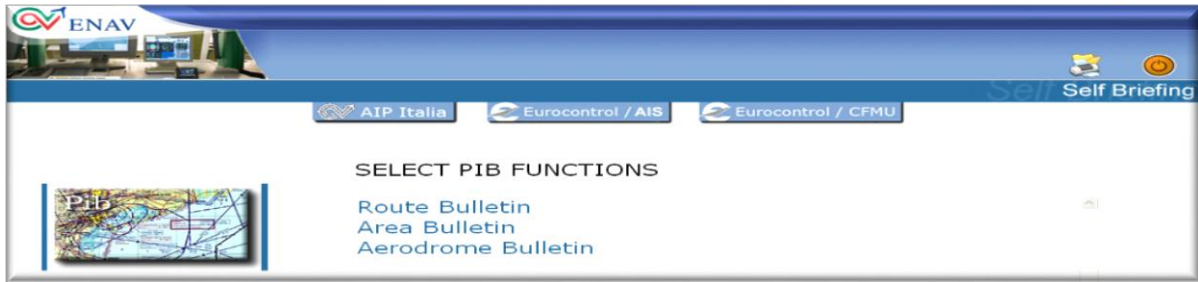 ENAV
Self Briefing
AIP Italia
Eurocontrol / AIS
Eurocontrol / CFMU
SELECT PIB FUNCTIONS
Pib
Route Bulletin
Area Bulletin
Aerodrome Bulletin